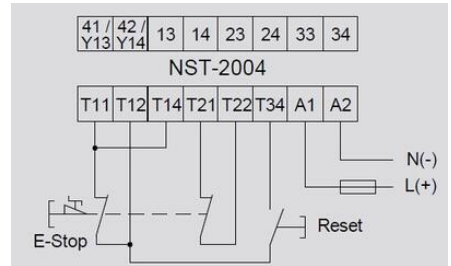 41 / Y13 42 / Y14 13 14 23 24 33 34
NST-2004
T11 T12 T14 T21 T22 T34 A1 A2
N(-)
L(+)
E-Stop
Reset